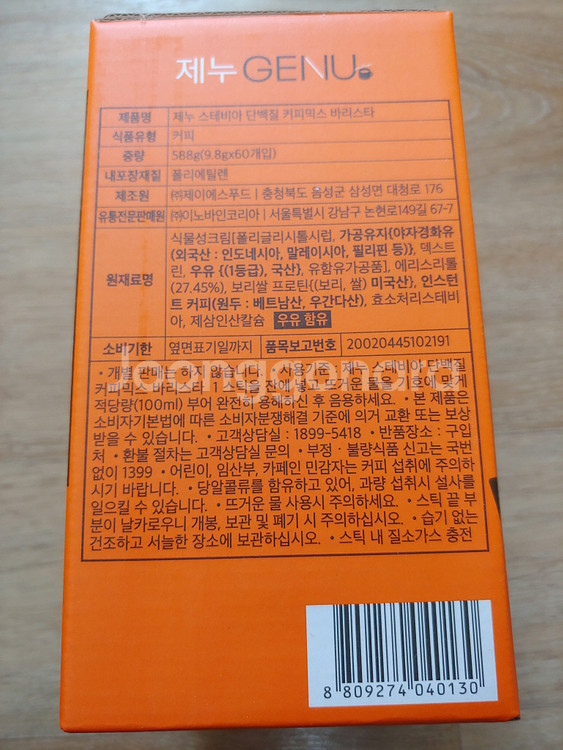 제누 GENU
제품명 제누 스테비아 단백질 커피믹스 바리스타
식품유형 커피
중량 588g(9.8gx60개입)
내포장재질 폴리에틸렌
제조원 ㈜제이에스푸드 | 충청북도 음성군 삼성면 대청로 176
유통전문판매원 ㈜이노바인코리아 | 서울특별시 강남구 논현로149길 67-7
원재료명 식물성크림[폴리글리시톨시럽, 가공유지{야자경화유
(외국산 : 인도네시아, 말레이시아, 필리핀 등)}, 덱스트
린, 우유 {(1등급), 국산}, 유함유가공품], 에리스리톨
(27.45%), 보리쌀 프로탄{(보리, 쌀) 미국산}, 인스턴
트 커피(원두 : 베트남산, 우간다산), 효소처리스테비
아, 제삼인산칼슘 우유 함유
소비기한 옆면표기일까지 품목보고번호 20020445102191
• 개별 판매는 하지 않습니다 • 사용기준 : 제누 스테비아 단백질
커피믹스 바리스타 1스틱을 잔에 넣고 뜨거운 물을 기호에 맞게
적당량(100ml) 부어 완전히 용해하신 후 음용하세요. • 본 제품은
소비자기본법에 따른 소비자분쟁해결 기준에 의거 교환 또는 보상
받을 수 있습니다. • 고객상담실 : 1899-5418 • 반품장소 : 구입
처 • 환불 절차는 고객상담실 문의 • 부정·불량식품 신고는 국번
없이 1399 • 어린이, 임산부, 카페인 민감자는 커피 섭취에 주의하
시기 바랍니다. • 당알콜류를 함유하고 있어, 과량 섭취시 설사를
일으킬 수 있습니다. • 뜨거운 물 사용시 주의하세요 • 스틱 끝 부
분이 날카로우니 개봉, 보관 및 폐기 시 주의하십시오. • 습기 없는
건조하고 서늘한 장소에 보관하십시오. • 스틱 내 질소가스 충전
8 809274 040130